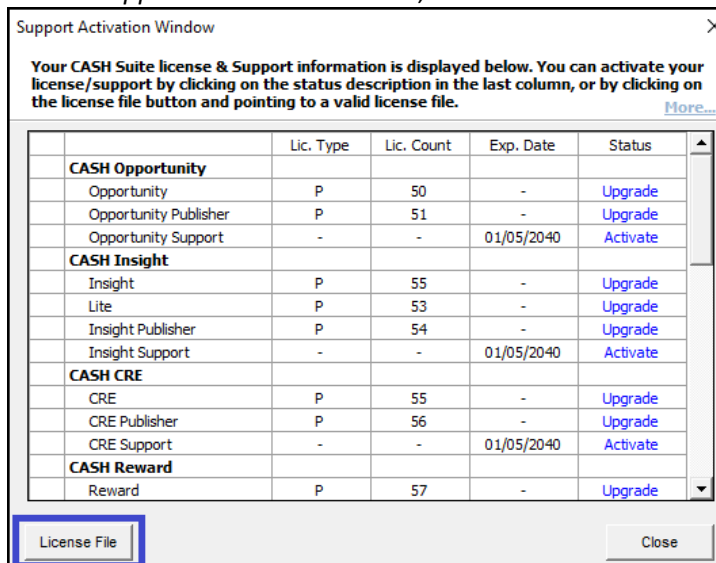 Support Activation Window
Your CASH Suite license & Support information is displayed below. You can activate your
license/support by clicking on the status description in the last column, or by clicking on
the license file button and pointing to a valid license file.
More...
Lic. Type Lic. Count Exp. Date Status
CASH Opportunity
Opportunity P 50 - Upgrade
Opportunity Publisher P 51 - Upgrade
Opportunity Support - - 01/05/2040 Activate
CASH Insight
Insight P 55 - Upgrade
Lite P 53 - Upgrade
Insight Publisher P 54 - Upgrade
Insight Support - - 01/05/2040 Activate
CASH CRE
CRE P 55 - Upgrade
CRE Publisher P 56 - Upgrade
CRE Support - - 01/05/2040 Activate
CASH Reward
Reward P 57 - Upgrade
License File Close